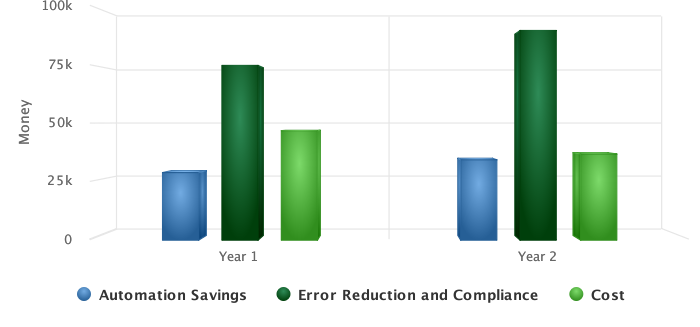 100k
75k
50k
25k
0
Money
Year 1 Year 2
Automation Savings Error Reduction and Compliance Cost